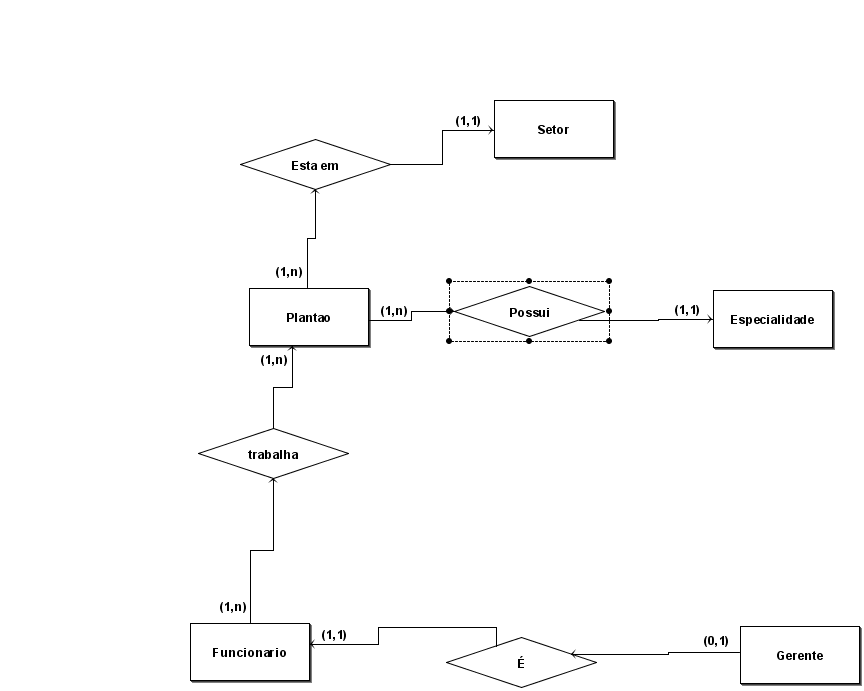 (1,1)
Setor
Esta em
(1,n)
Plantao
(1,n)
Possui
(1,1)
Especialidade
(1,n)
trabalha
(1,n)
Funcionario
(1,1)
É
(0,1)
Gerente